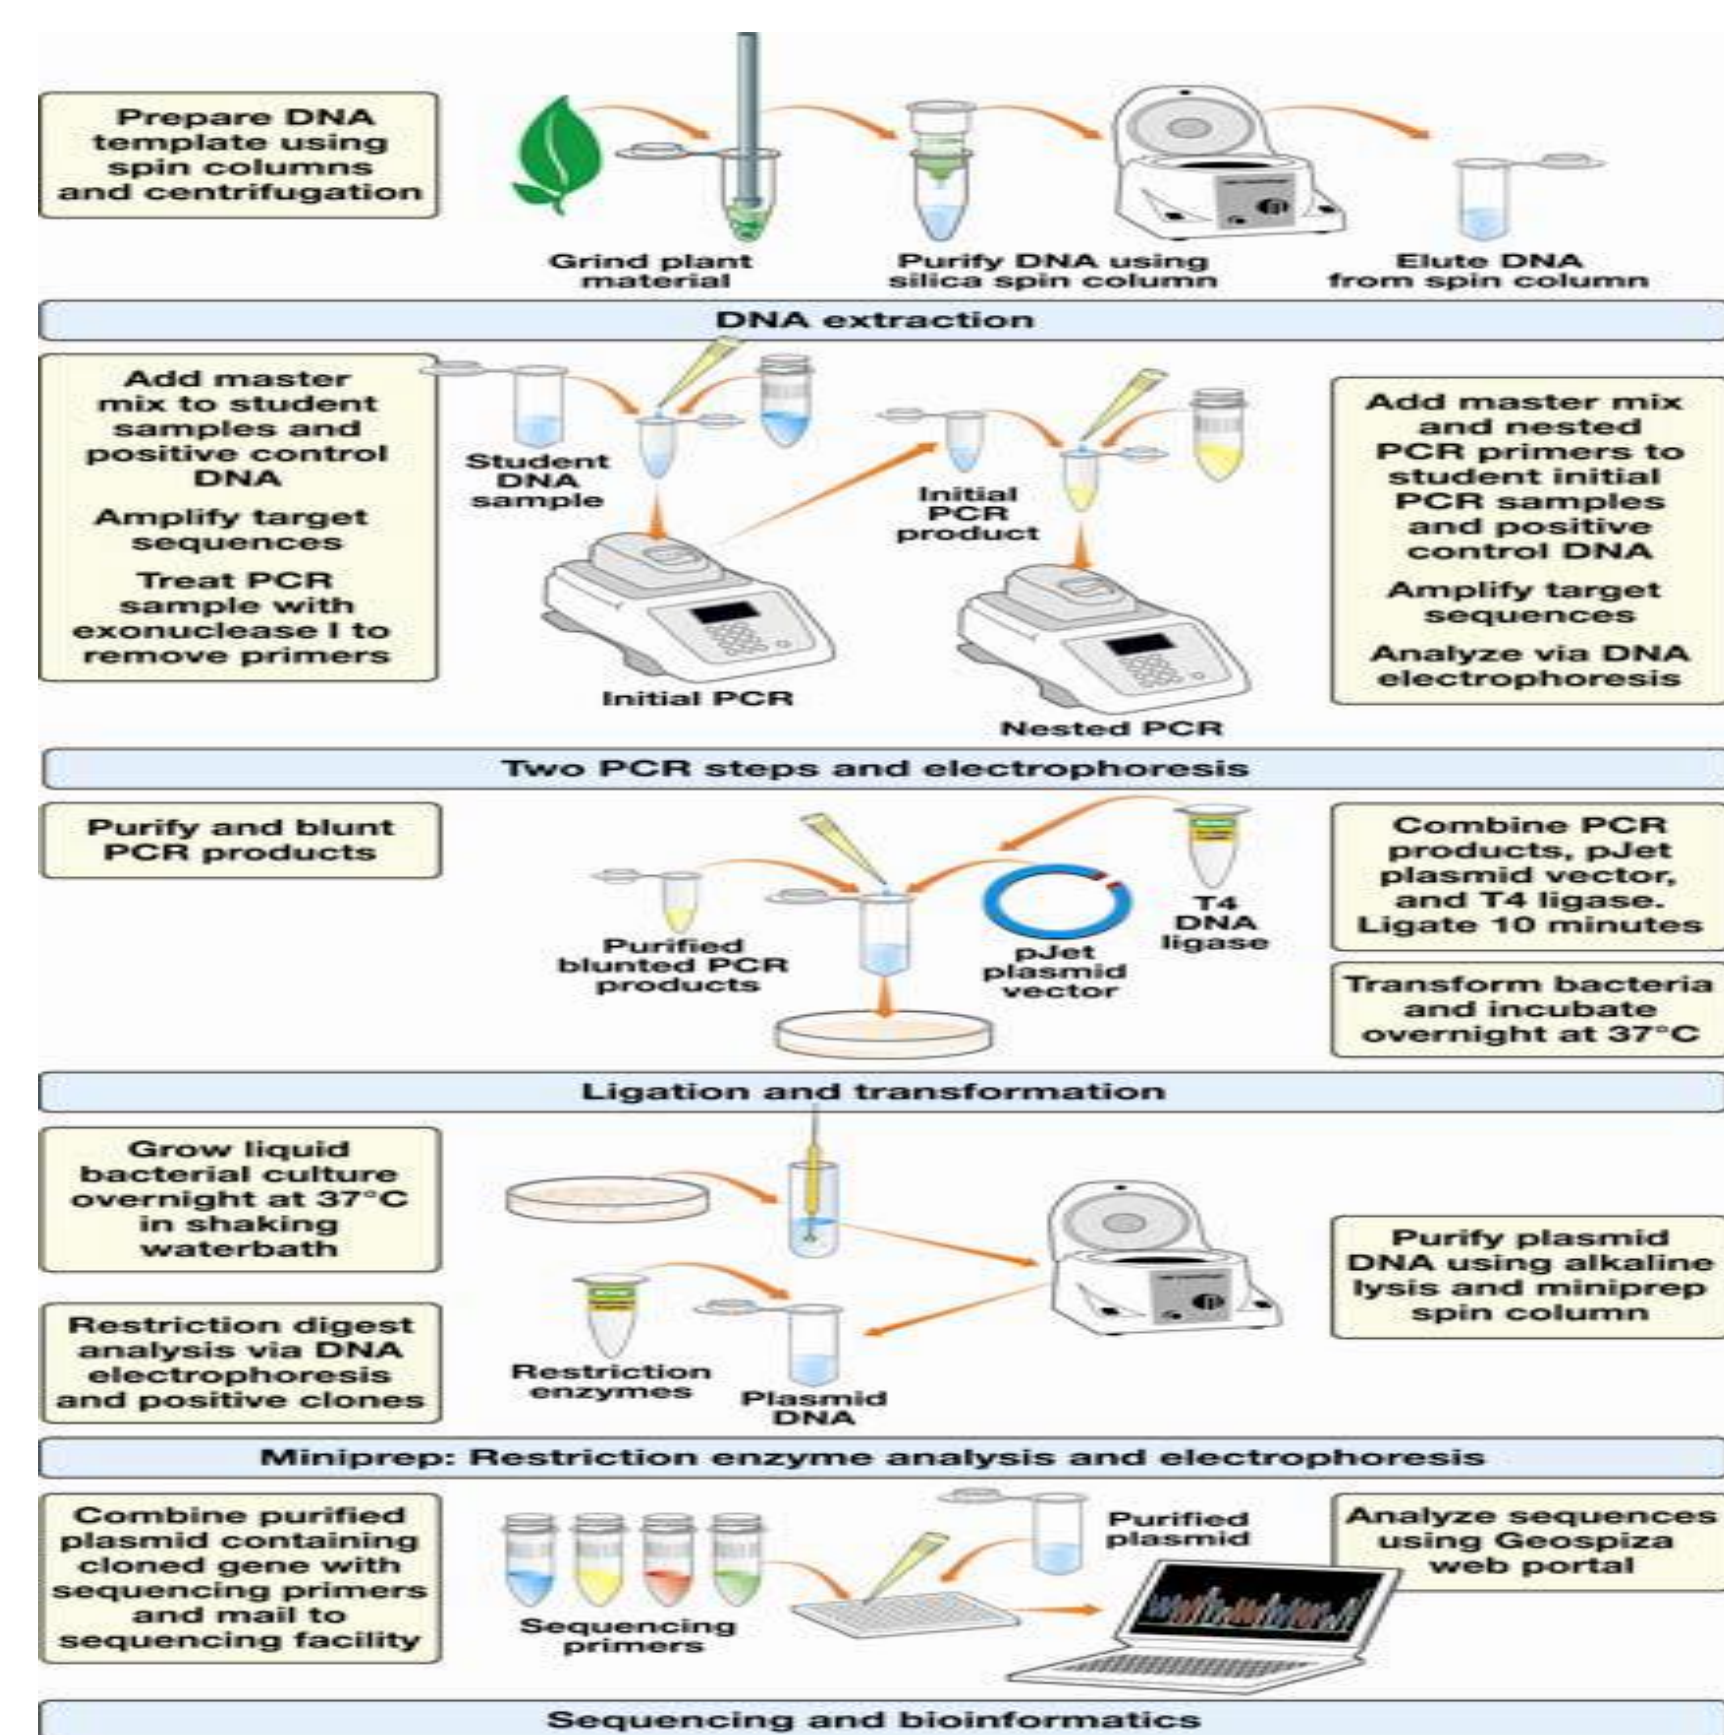 Prepare DNA
template using
spin columns
and centrifugation
Grind plant
material
Purify DNA using
silica spin column
Elute DNA
from spin column
DNA extraction
Add master
mix to student
samples and
positive control
DNA
Amplify target
sequences
Treat PCR
sample with
exonuclease I to
remove primers
Student
DNA
sample
Initial PCR
Initial
PCR
product
Nested PCR
Add master mix
and nested
PCR primers to
student initial
PCR samples
and positive
control DNA
Amplify target
sequences
Analyze via DNA
electrophoresis
Two PCR steps and electrophoresis
Purify and blunt
PCR products
Purified
blunted PCR
products
pJet
plasmid
vector
T4
DNA
ligase
Combine PCR
products, pJet
plasmid vector,
and T4 ligase.
Ligate 10 minutes
Transform bacteria
and incubate
overnight at 37°C
Ligation and transformation
Grow liquid
bacterial culture
overnight at 37°C
in shaking
waterbath
Restriction digest
analysis via DNA
electrophoresis
and positive clones
Restriction
enzymes
Plasmid
DNA
Purify plasmid
DNA using alkaline
lysis and miniprep
spin column
Miniprep: Restriction enzyme analysis and electrophoresis
Combine purified
plasmid containing
cloned gene with
sequencing primers
and mail to
sequencing facility
Sequencing
primers
Purified
plasmid
Analyze sequences
using Geospiza
web portal
Sequencing and bioinformatics